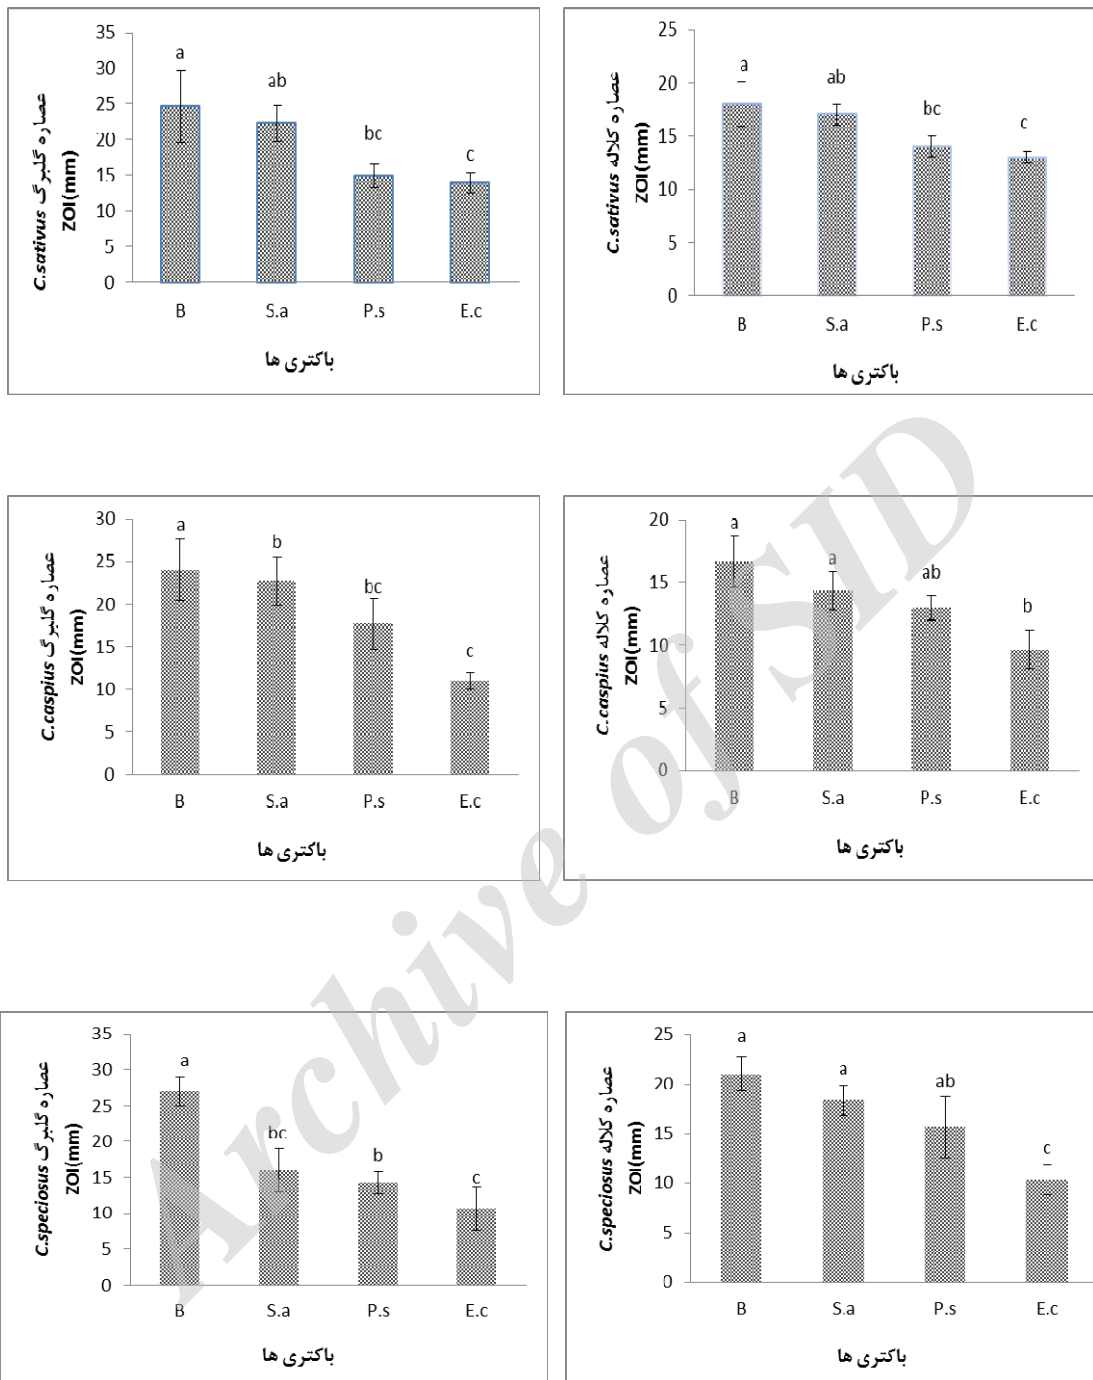 عصاره گلبرگ C.sativus
ZOI(mm)
35
30
25
20
15
10
5
0
a
ab
bc
c
B S.a P.s E.c
باکتری ها
عصاره کلاله C.sativus
ZOI(mm)
25
20
15
10
5
0
a
ab
bc
c
B S.a P.s E.c
باکتری ها
عصاره گلبرگ C.caspius
ZOI(mm)
30
25
20
15
10
5
0
a
b
bc
c
B S.a P.s E.c
باکتری ها
عصاره کلاله C.caspius
ZOI(mm)
20
15
10
5
0
a
a
ab
b
B S.a P.s E.c
باکتری ها
عصاره گلبرگ C.speciosus
ZOI(mm)
35
30
25
20
15
10
5
0
a
bc
b
c
B S.a P.s E.c
باکتری ها
عصاره کلاله C.speciosus
ZOI(mm)
25
20
15
10
5
0
a
a
ab
c
B S.a P.s E.c
باکتری ها
Archive of SID